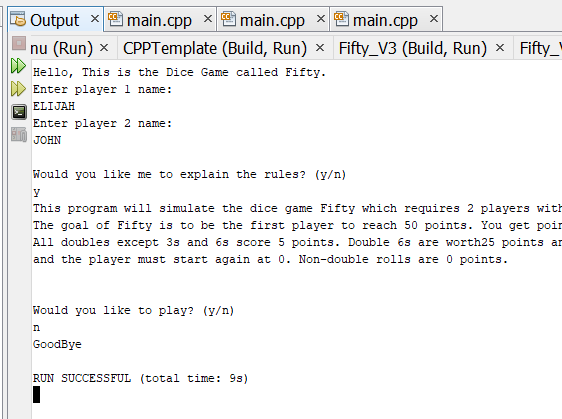 Output × main.cpp × main.cpp × main.cpp ×
nu (Run) × CPPTemplate (Build, Run) × Fifty_V3 (Build, Run) × Fifty_
Hello, This is the Dice Game called Fifty.
Enter player 1 name:
ELIJAH
Enter player 2 name:
JOHN
Would you like me to explain the rules? (y/n)
y
This program will simulate the dice game Fifty which requires 2 players with
The goal of Fifty is to be the first player to reach 50 points. You get poin
All doubles except 3s and 6s score 5 points. Double 6s are worth25 points an
and the player must start again at 0. Non-double rolls are 0 points.
Would you like to play? (y/n)
n
GoodBye
RUN SUCCESSFUL (total time: 9s)